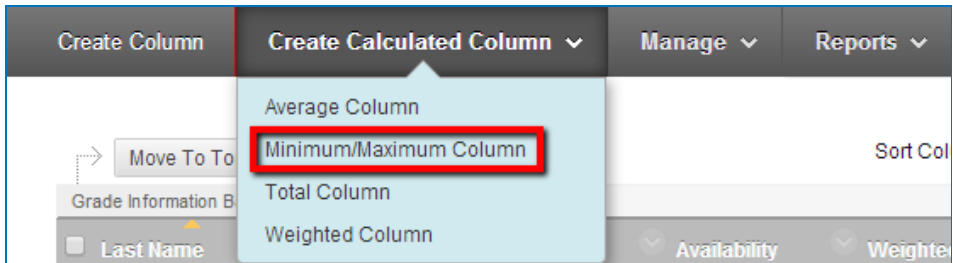 Create Column Create Calculated Column Manage Reports
Average Column
Minimum/Maximum Column
Move To To
Sort Col
Total Column
Grade Information B
Weighted Column
Last Name Availability Weighted